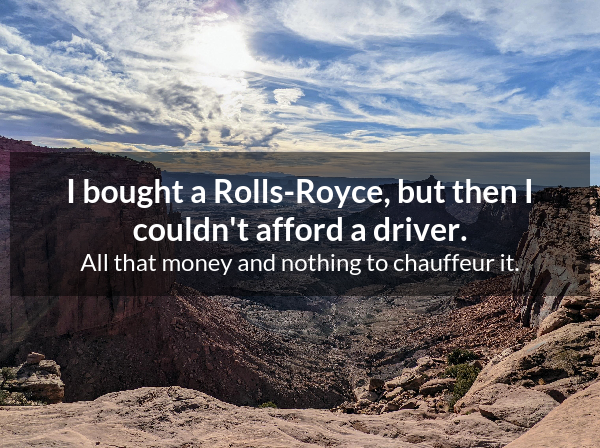 I bought a Rolls-Royce, but then I
couldn't afford a driver.
All that money and nothing to chauffeur it.